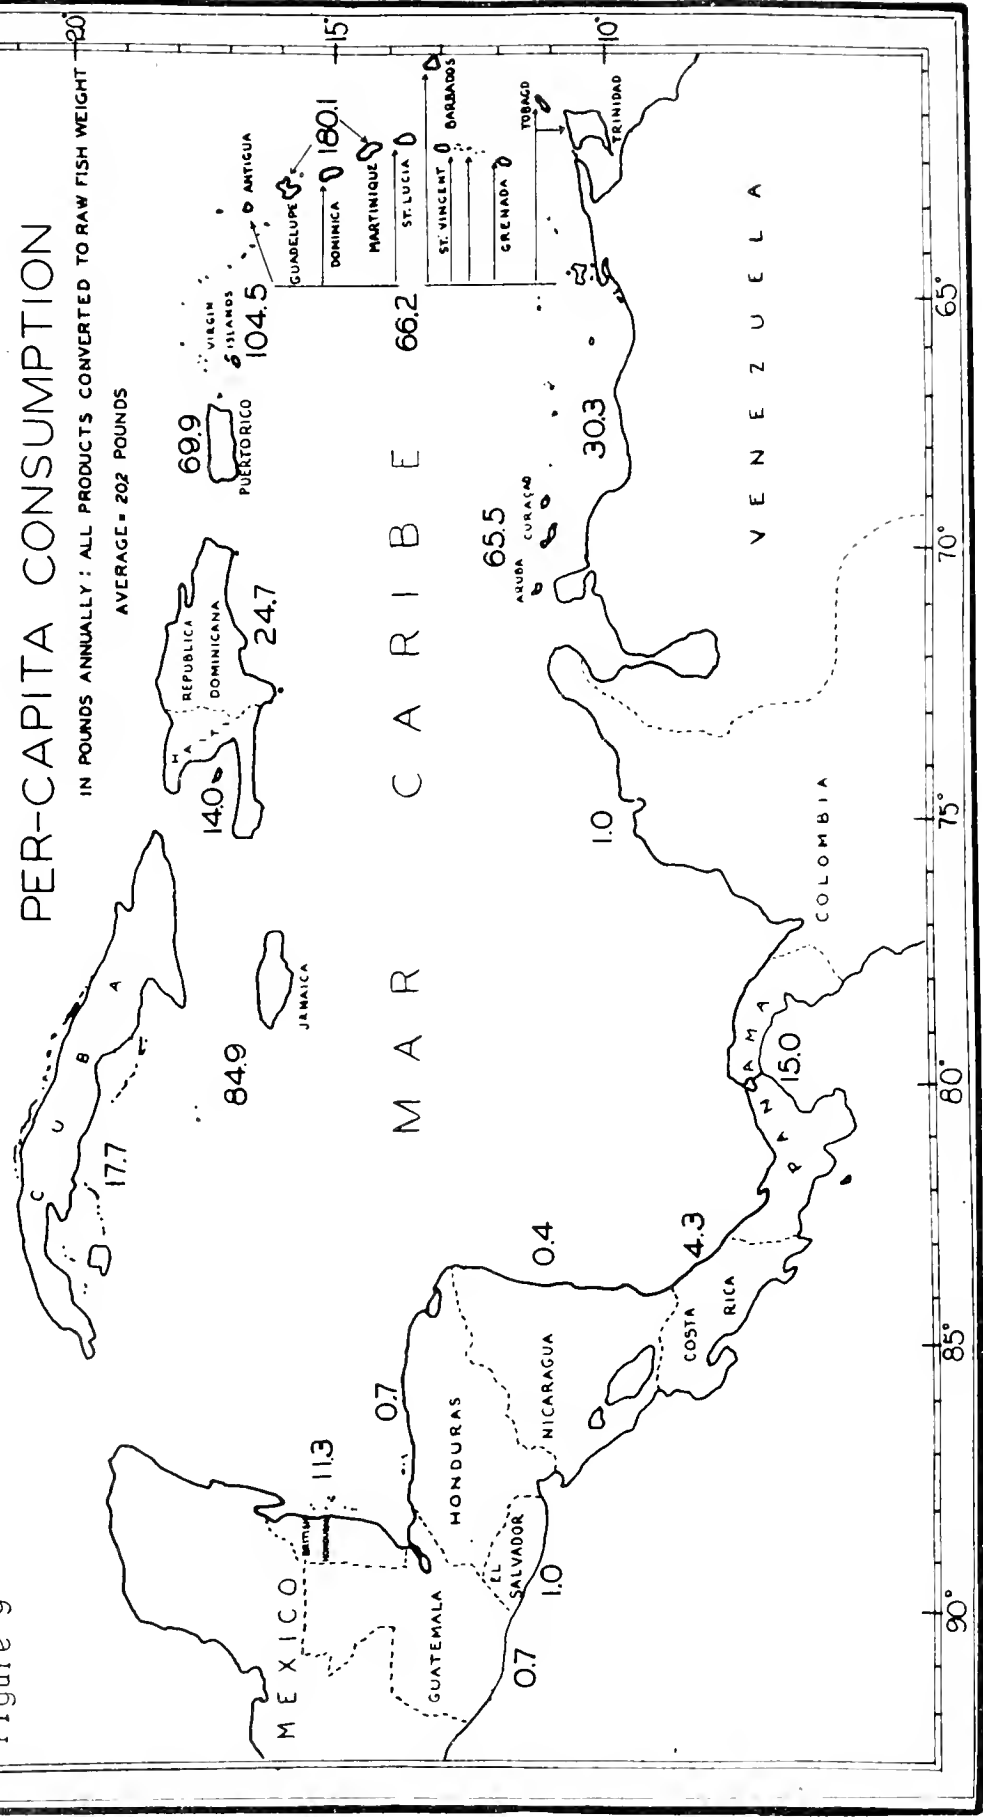 Figure 9
PER-CAPITA CONSUMPTION
IN POUNDS ANNUALLY: ALL PRODUCTS CONVERTED TO RAW FISH WEIGHT
AVERAGE = 20.2 POUNDS
20°
15°
10°
CUBA
17.7
JAMAICA
84.9
HAITI
14.0
REPUBLICA
DOMINICANA
24.7
69.9
PUERTO RICO
VIRGIN
ISLANDS
104.5
ANTIGUA
GUADELUPE
180.1
DOMINICA
MARTINIQUE
ST. LUCIA
66.2
BARBADOS
ST. VINCENT
GRENADA
TOBAGO
TRINIDAD
MAR CARIBE
65.5
ARUBA CURAÇAO
30.3
VENEZUELA
1.0
COLOMBIA
PANAMA
15.0
4.3
COSTA
RICA
0.4
NICARAGUA
0.7
HONDURAS
11.3
BRITISH
HONDURAS
MEXICO
GUATEMALA
0.7
EL
SALVADOR
1.0
90°
85°
80°
75°
70°
65°